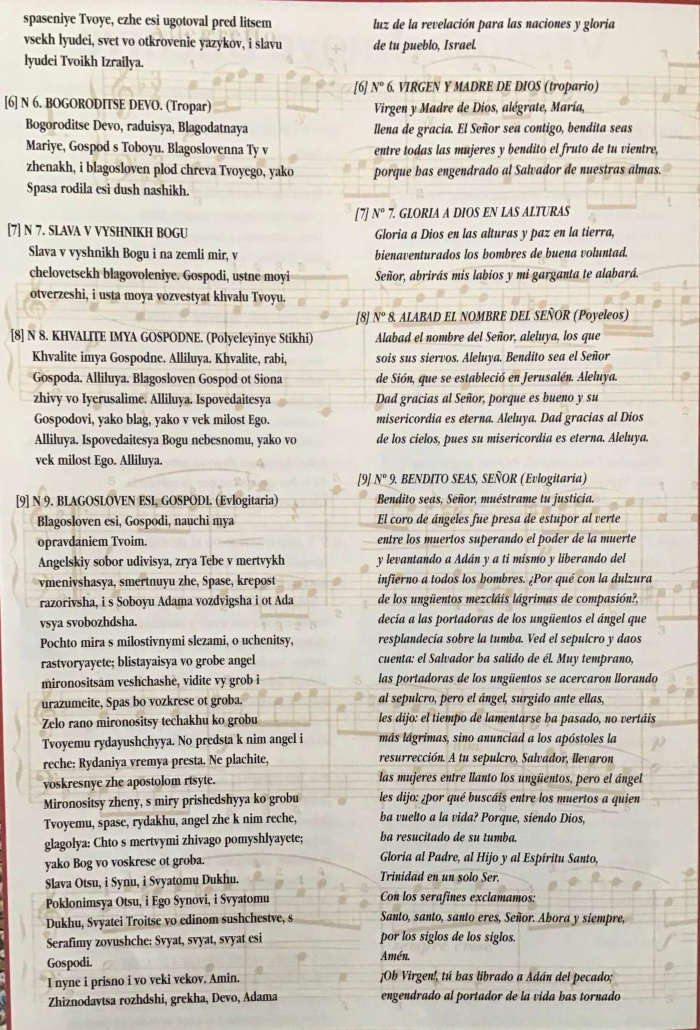 spaseniye Tvoye, ezhe esi ugotoval pred litsem
vsekh lyudei, svet vo otkrovenie yazykov, i slavu
lyudei Tvoikh Izrailya.
[6] N 6. BOGORODITSE DEVO. (Tropar)
Bogoroditse Devo, raduisya, Blagodatnaya
Mariye, Gospod s Toboyu. Blagoslovenna Ty v
zhenakh, i blagosloven plod chreva Tvoyego, yako
Spasa rodila esi dush nashikh.
[7] N 7. SLAVA V VYSHNIKH BOGU
Slava v vyshnikh Bogu i na zemli mir, v
chelovetsekh blagovoleniye. Gospodi, ustne moyi
otverzeshi, i usta moya vozvestyat khvalu Tvoyu.
[8] N 8. KHVALITE IMYA GOSPODNE. (Polyeleyinye Stikhi)
Khvalite imya Gospodne. Alliluya. Khvalite, rabi,
Gospoda. Alliluya. Blagosloven Gospod ot Siona
zhivy vo Iyerusalime. Alliluya. Ispovedaitesya
Gospodovi, yako blag, yako v vek milost Ego.
Alliluya. Ispovedaitesya Bogu nebesnomu, yako vo
vek milost Ego. Alliluya.
[9] N 9. BLAGOSLOVEN ESI, GOSPODI. (Evlogitaria)
Blagosloven esi, Gospodi, nauchi mya
opravdaniem Tvoim.
Angelskiy sobor udivisya, zrya Tebe v mertvykh
vmenivshasya, smertnuyu zhe, Spase, krepost
razorivsha, i s Soboyu Adama vozdvigsha i ot Ada
vsya svobozhdsha.
Pochto mira s milostivnymi slezami, o uchenitsy,
rastvoryayete; blistayaisya vo grobe angel
mironositsam veshchashe, vidite vy grob i
urazumeite, Spas bo vozkrese ot groba.
Zelo rano mironositsy techakhu ko grobu
Tvoyemu rydayushchyya. No predsta k nim angel i
reche: Rydaniya vremya presta. Ne plachite,
voskresnye zhe apostolom rtsyte.
Mironositsy zheny, s miry prishedshyya ko grobu
Tvoyemu, spase, rydakhu, angel zhe k nim reche,
glagolya: Chto s mertvymi zhivago pomyshlyayete;
yako Bog vo voskrese ot groba.
Slava Otsu, i Synu, i Svyatomu Dukhu.
Poklonimsya Otsu, i Ego Synovi, i Svyatomu
Dukhu, Svyatei Troitse vo edinom sushchestve, s
Serafimy zovushche: Svyat, svyat, svyat esi
Gospodi.
I nyne i prisno i vo veki vekov. Amin.
Zhiznodavtsa rozhdshi, grekha, Devo, Adama
luz de la revelación para las naciones y gloria
de tu pueblo, Israel.
[6] Nº 6. VIRGEN Y MADRE DE DIOS (tropario)
Virgen y Madre de Dios, alégrate, María,
llena de gracia. El Señor sea contigo, bendita seas
entre todas las mujeres y bendito el fruto de tu vientre,
porque has engendrado al Salvador de nuestras almas.
[7] Nº 7. GLORIA A DIOS EN LAS ALTURAS
Gloria a Dios en las alturas y paz en la tierra,
bienaventurados los hombres de buena voluntad.
Señor, abrirás mis labios y mi garganta te alabará.
[8] Nº 8. ALABAD EL NOMBRE DEL SEÑOR (Poyeleos)
Alabad el nombre del Señor, aleluya, los que
sois sus siervos. Aleluya. Bendito sea el Señor
de Sión, que se estableció en Jerusalén. Aleluya.
Dad gracias al Señor, porque es bueno y su
misericordia es eterna. Aleluya. Dad gracias al Dios
de los cielos, pues su misericordia es eterna. Aleluya.
[9] Nº 9. BENDITO SEAS, SEÑOR (Evlogitaria)
Bendito seas, Señor, muéstrame tu justicia.
El coro de ángeles fue presa de estupor al verte
entre los muertos superando el poder de la muerte
y levantando a Adán y a ti mismo y liberando del
infierno a todos los hombres. ¿Por qué con la dulzura
de los ungüentos mezcláis lágrimas de compasión?,
decía a las portadoras de los ungüentos el ángel que
resplandecía sobre la tumba. Ved el sepulcro y daos
cuenta: el Salvador ha salido de él. Muy temprano,
las portadoras de los ungüentos se acercaron llorando
al sepulcro, pero el ángel, surgido ante ellas,
les dijo: el tiempo de lamentarse ha pasado, no vertáis
más lágrimas, sino anunciad a los apóstoles la
resurrección. A tu sepulcro, Salvador, llevaron
las mujeres entre llanto los ungüentos, pero el ángel
les dijo: ¿por qué buscáis entre los muertos a quien
ha vuelto a la vida? Porque, siendo Dios,
ha resucitado de su tumba.
Gloria al Padre, al Hijo y al Espíritu Santo,
Trinidad en un solo Ser.
Con los serafines exclamamos:
Santo, santo, santo eres, Señor. Ahora y siempre,
por los siglos de los siglos.
Amén.
¡Oh Virgen!, tú has librado a Adán del pecado;
engendrado al portador de la vida has tornado